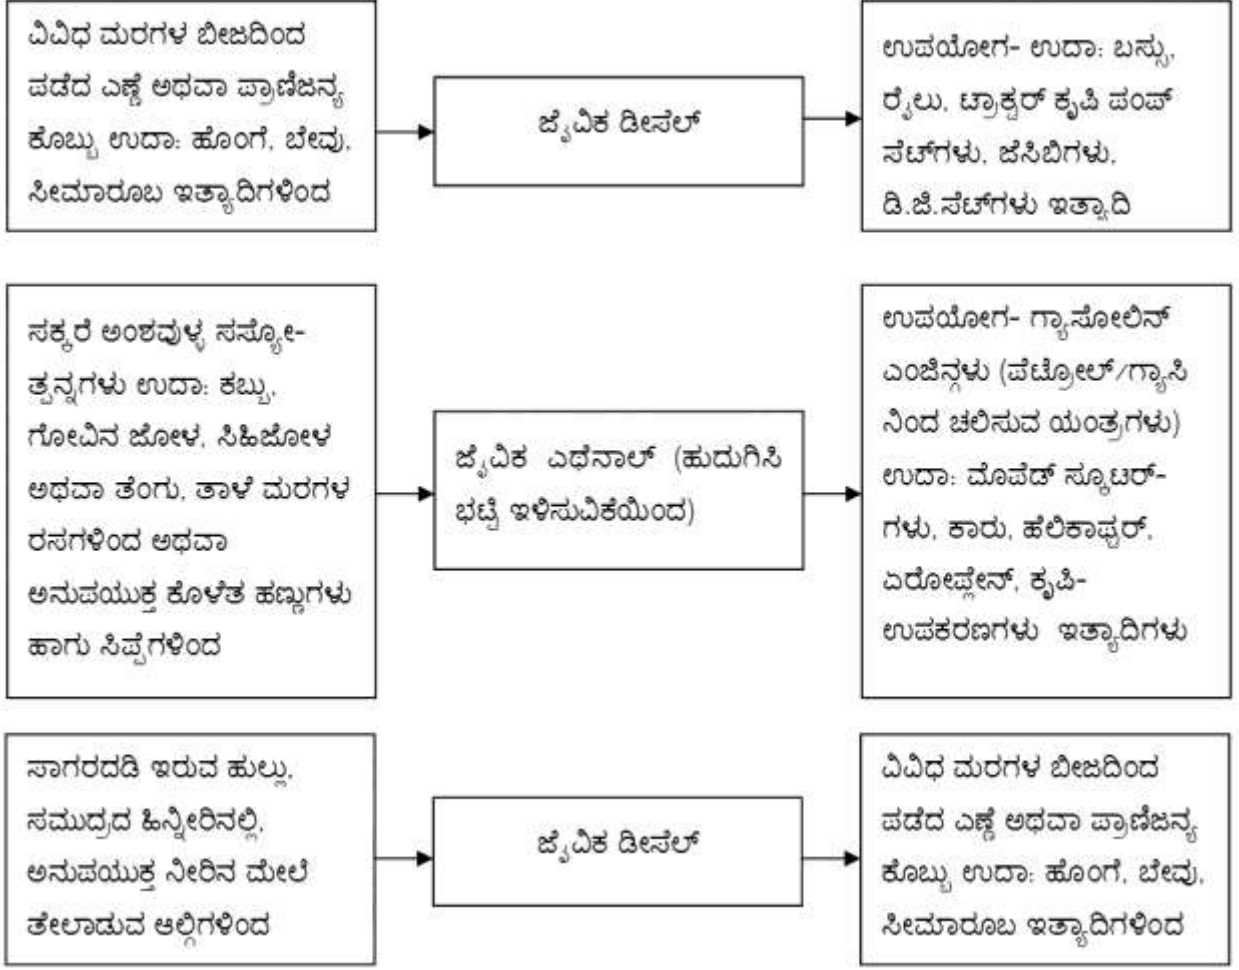 ವಿವಿಧ ಮರಗಳ ಬೀಜದಿಂದ
ಪಡೆದ ಎಣ್ಣೆ ಅಥವಾ ಪ್ರಾಣಿಜನ್ಯ
ಕೊಬ್ಬು ಉದಾ: ಹೊಂಗೆ, ಬೇವು,
ಸೀಮಾರೂಬ ಇತ್ಯಾದಿಗಳಿಂದ
ಜೈವಿಕ ಡೀಸೆಲ್
ಉಪಯೋಗ- ಉದಾ: ಬಸ್ಸು,
ರೈಲು, ಟ್ರಾಕ್ಟರ್ ಕೃಷಿ ಪಂಪ್
ಸೆಟ್‌ಗಳು, ಜೆಸಿಬಿಗಳು,
ಡಿ.ಜಿ.ಸೆಟ್‌ಗಳು ಇತ್ಯಾದಿ
ಸಕ್ಕರೆ ಅಂಶವುಳ್ಳ ಸಸ್ಯೋ-
ತ್ಪನ್ನಗಳು ಉದಾ: ಕಬ್ಬು,
ಗೋವಿನ ಜೋಳ, ಸಿಹಿಜೋಳ
ಅಥವಾ ತೆಂಗು, ತಾಳೆ ಮರಗಳ
ರಸಗಳಿಂದ ಅಥವಾ
ಅನುಪಯುಕ್ತ ಕೊಳೆತ ಹಣ್ಣುಗಳು
ಹಾಗು ಸಿಪ್ಪೆಗಳಿಂದ
ಜೈವಿಕ ಎಥೆನಾಲ್ (ಹುದುಗಿಸಿ
ಭಟ್ಟಿ ಇಳಿಸುವಿಕೆಯಿಂದ)
ಉಪಯೋಗ- ಗ್ಯಾಸೋಲಿನ್
ಎಂಜಿನ್ಗಳು (ಪೆಟ್ರೋಲ್/ಗ್ಯಾಸಿ
ನಿಂದ ಚಲಿಸುವ ಯಂತ್ರಗಳು)
ಉದಾ: ಮೊಪೆಡ್ ಸ್ಕೂಟರ್-
ಗಳು, ಕಾರು, ಹೆಲಿಕಾಫ್ಟರ್,
ಏರೋಪ್ಲೇನ್, ಕೃಷಿ-
ಉಪಕರಣಗಳು ಇತ್ಯಾದಿಗಳು
ಸಾಗರದಡಿ ಇರುವ ಹುಲ್ಲು,
ಸಮುದ್ರದ ಹಿನ್ನೀರಿನಲ್ಲಿ,
ಅನುಪಯುಕ್ತ ನೀರಿನ ಮೇಲೆ
ತೇಲಾಡುವ ಆಲ್ಗಿಗಳಿಂದ
ಜೈವಿಕ ಡೀಸೆಲ್
ವಿವಿಧ ಮರಗಳ ಬೀಜದಿಂದ
ಪಡೆದ ಎಣ್ಣೆ ಅಥವಾ ಪ್ರಾಣಿಜನ್ಯ
ಕೊಬ್ಬು ಉದಾ: ಹೊಂಗೆ, ಬೇವು,
ಸೀಮಾರೂಬ ಇತ್ಯಾದಿಗಳಿಂದ